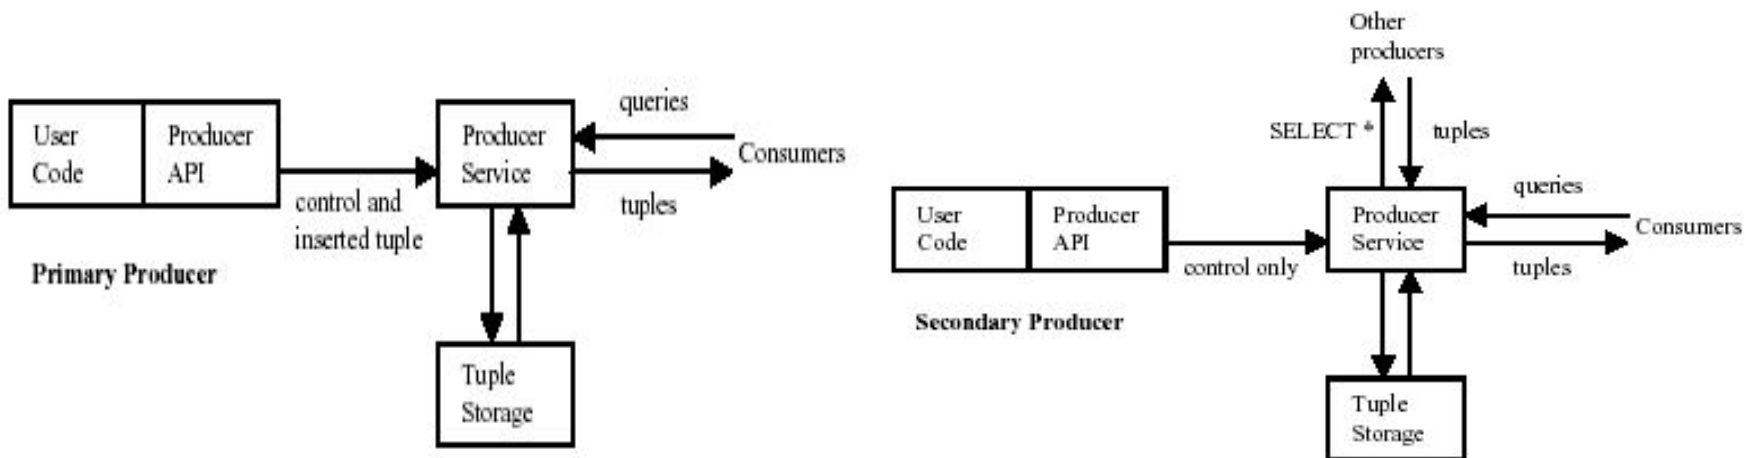 User
Code
Producer
API
control and
inserted tuple
Producer
Service
queries
tuples
Consumers
Primary Producer
Tuple
Storage
Other
producers
SELECT *
tuples
User
Code
Producer
API
control only
Producer
Service
queries
tuples
Consumers
Secondary Producer
Tuple
Storage